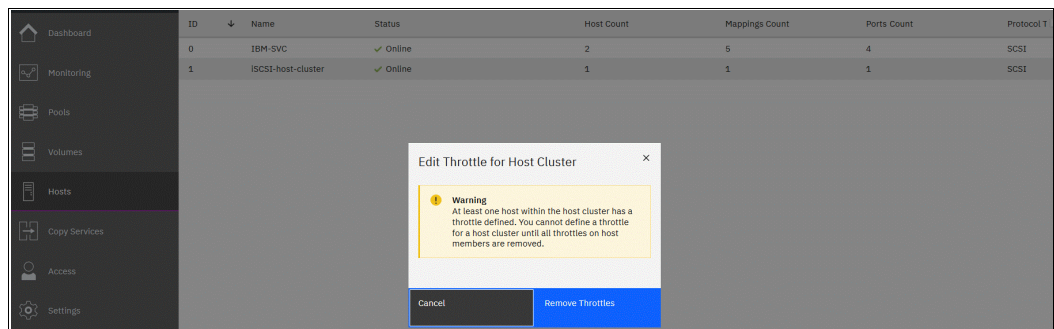 ID Name Status Host Count Mappings Count Ports Count Protocol T
Dashboard
0 IBM-SVC Online 2 5 4 SCSI
1 iSCSI-host-cluster Online 1 1 1 SCSI
Monitoring
Pools
Volumes
Hosts
Copy Services
Access
Settings
Edit Throttle for Host Cluster
Warning
At least one host within the host cluster has a
throttle defined. You cannot define a throttle
for a host cluster until all throttles on host
members are removed.
Cancel Remove Throttles